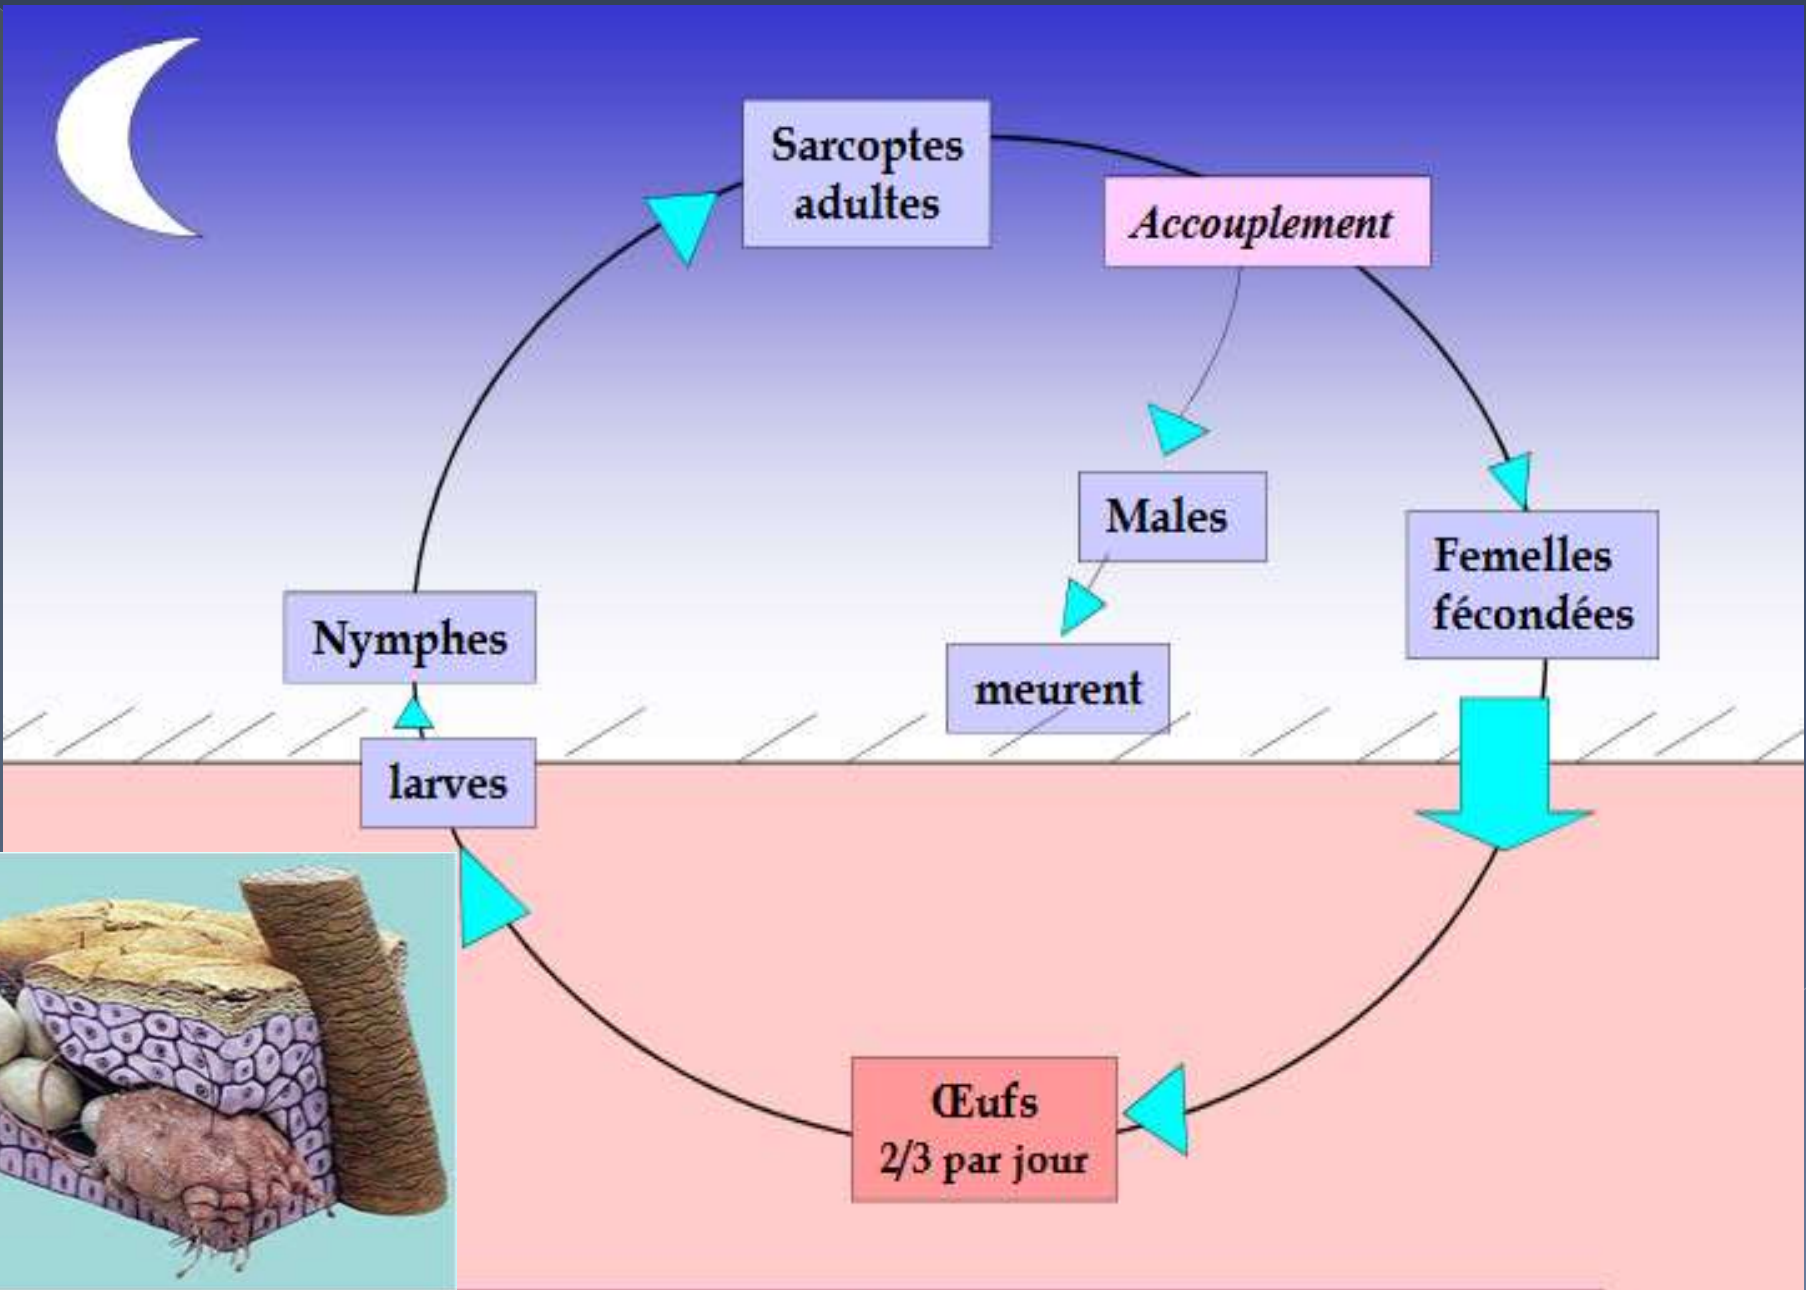 Sarcoptes
adultes
Accouplement
Males
Femelles
fécondées
Nymphes
meurent
larves
Œufs
2/3 par jour